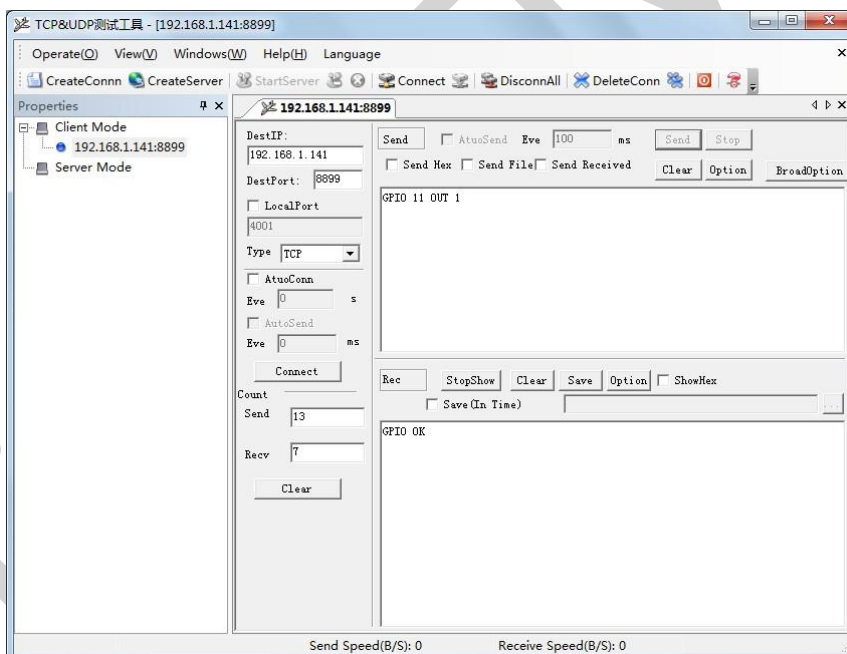 TCP&UDP测试工具 - [192.168.1.141:8899]
Operate(O) View(V) Windows(W) Help(H) Language
CreateConnn CreateServer StartServer Connect DisconnAll DeleteConn
Properties
Client Mode
192.168.1.141:8899
Server Mode
192.168.1.141:8899
DestIP:
192.168.1.141
DestPort: 8899
LocalPort
4001
Type TCP
AtuoConn
Eve 0 s
AutoSend
Eve 0 ms
Connect
Count
Send 13
Recv 7
Clear
Send AtuoSend Eve 100 ms Send Stop
Send Hex Send File Send Received Clear Option BroadOption
GPIO 11 OUT 1
Rec StopShow Clear Save Option ShowHex
Save(In Time) ...
GPIO OK
Send Speed(B/S): 0 Receive Speed(B/S): 0